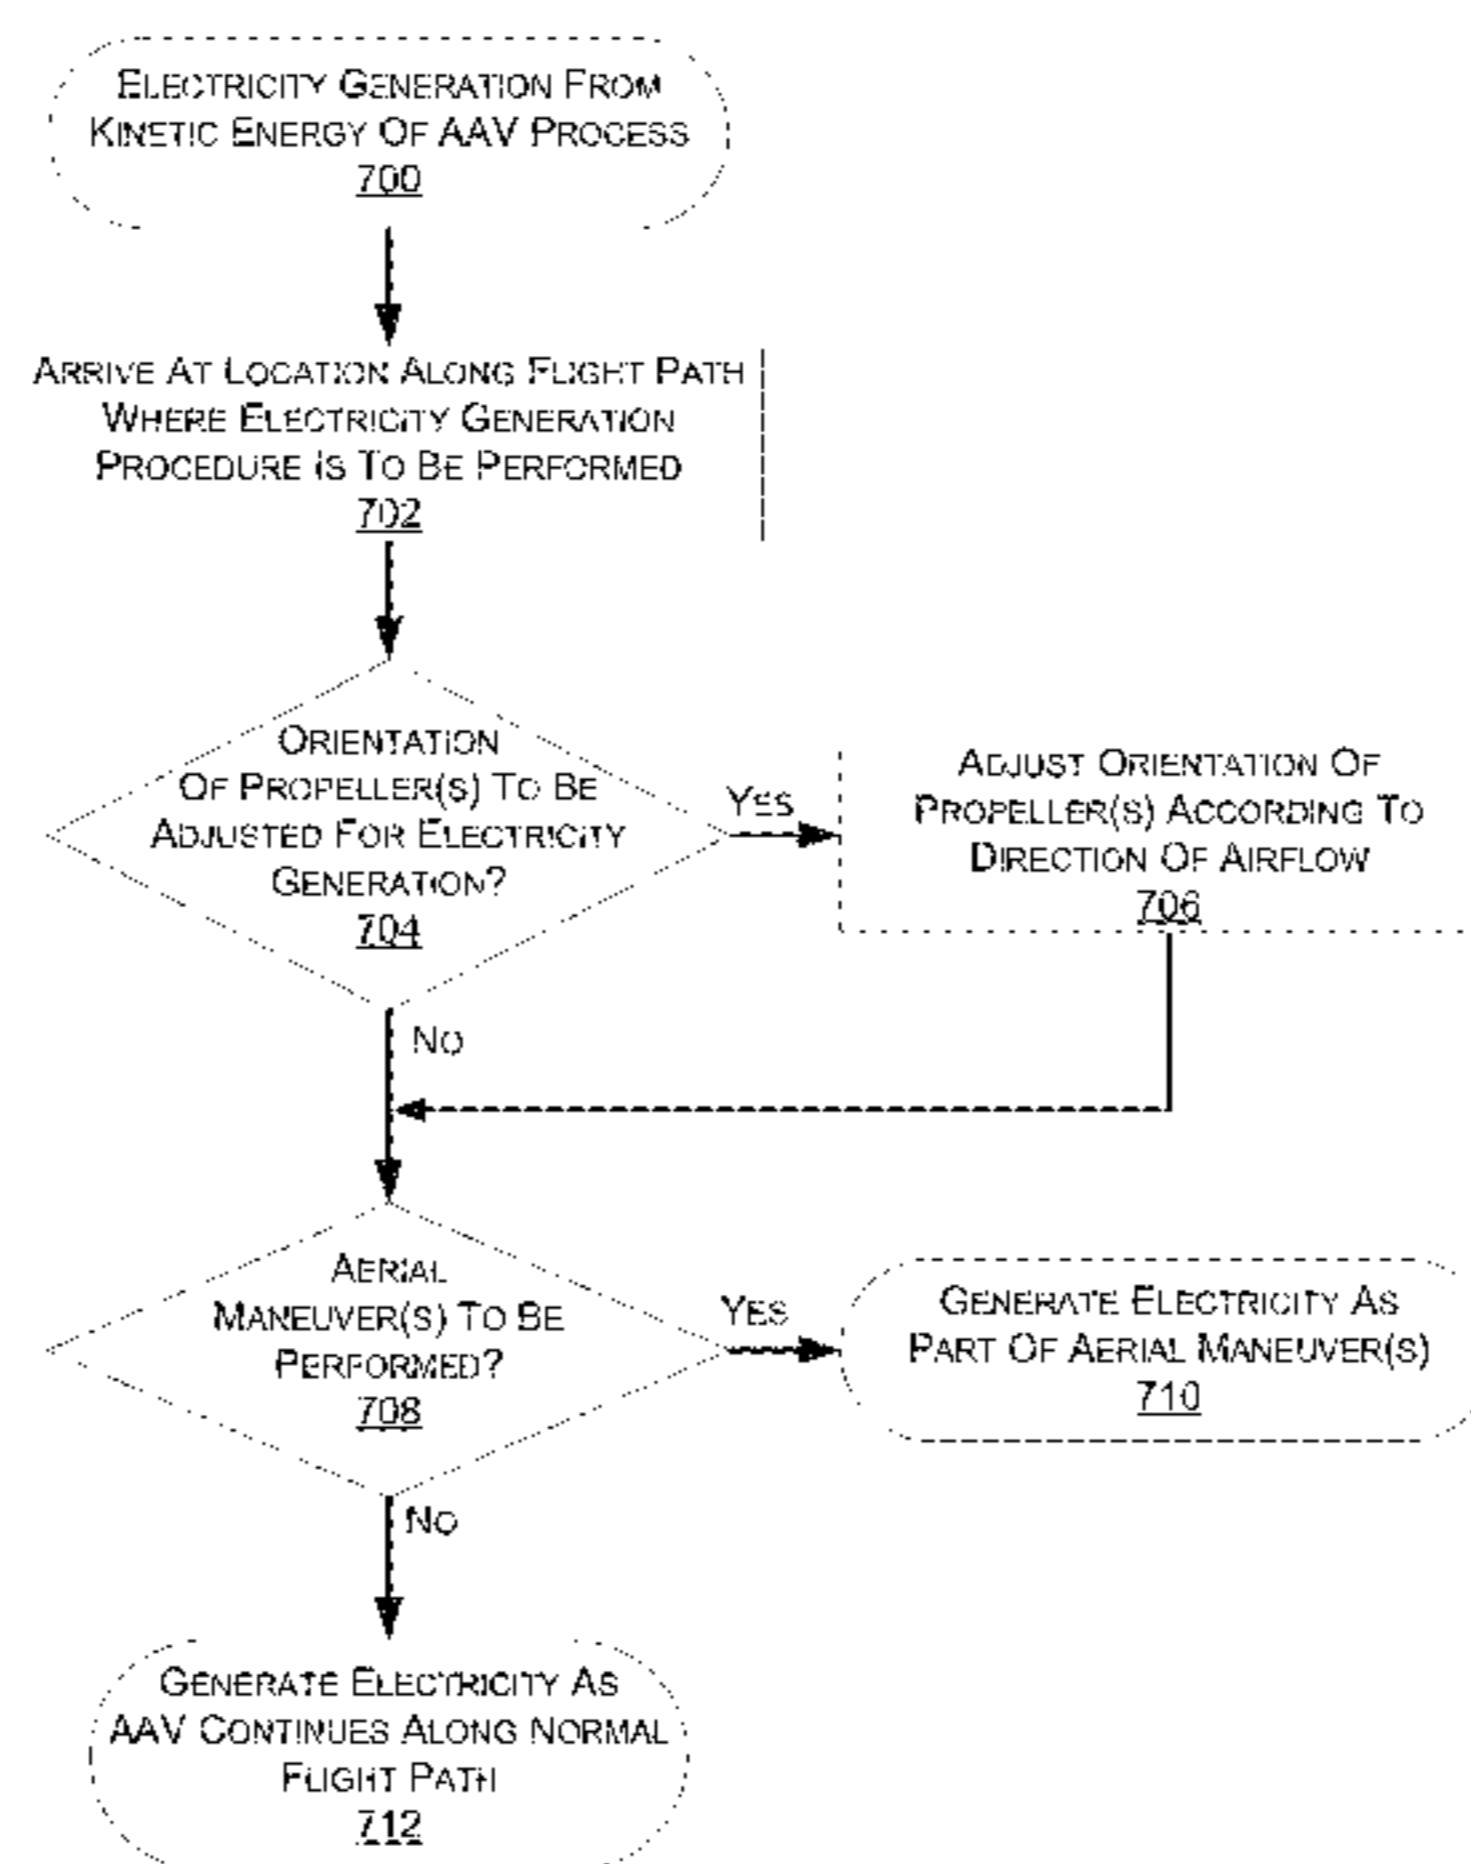 ELECTRICITY GENERATION FROM
KINETIC ENERGY OF AAV PROCESS
700
ARRIVE AT LOCATION ALONG FLIGHT PATH
WHERE ELECTRICITY GENERATION
PROCEDURE IS TO BE PERFORMED
702
ORIENTATION
OF PROPELLER(S) TO BE
ADJUSTED FOR ELECTRICITY
GENERATION?
704
YES
ADJUST ORIENTATION OF
PROPELLER(S) ACCORDING TO
DIRECTION OF AIRFLOW
706
NO
AERIAL
MANEUVER(S) TO BE
PERFORMED?
708
YES
GENERATE ELECTRICITY AS
PART OF AERIAL MANEUVER(S)
710
NO
GENERATE ELECTRICITY AS
AAV CONTINUES ALONG NORMAL
FLIGHT PATH
712